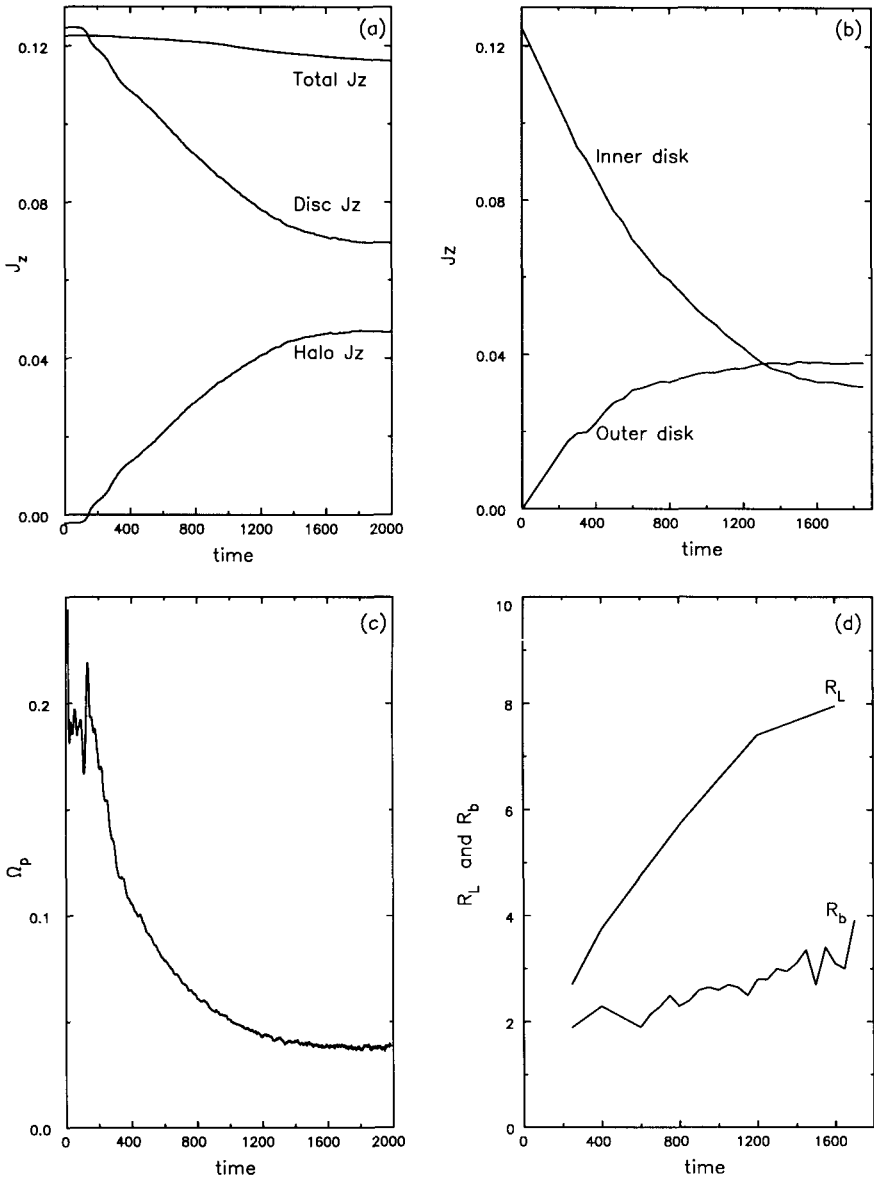 (a)
0.12
0.08
0.04
0.00
J_z
Total Jz
Disc Jz
Halo Jz
0 400 800 1200 1600 2000
time
(b)
0.12
0.08
0.04
0.00
Jz
Inner disk
Outer disk
0 400 800 1200 1600
time
(c)
0.2
0.1
0.0
Ω_p
0 400 800 1200 1600 2000
time
(d)
10
8
6
4
2
0
R_L and R_b
R_L
R_b
0 400 800 1200 1600
time